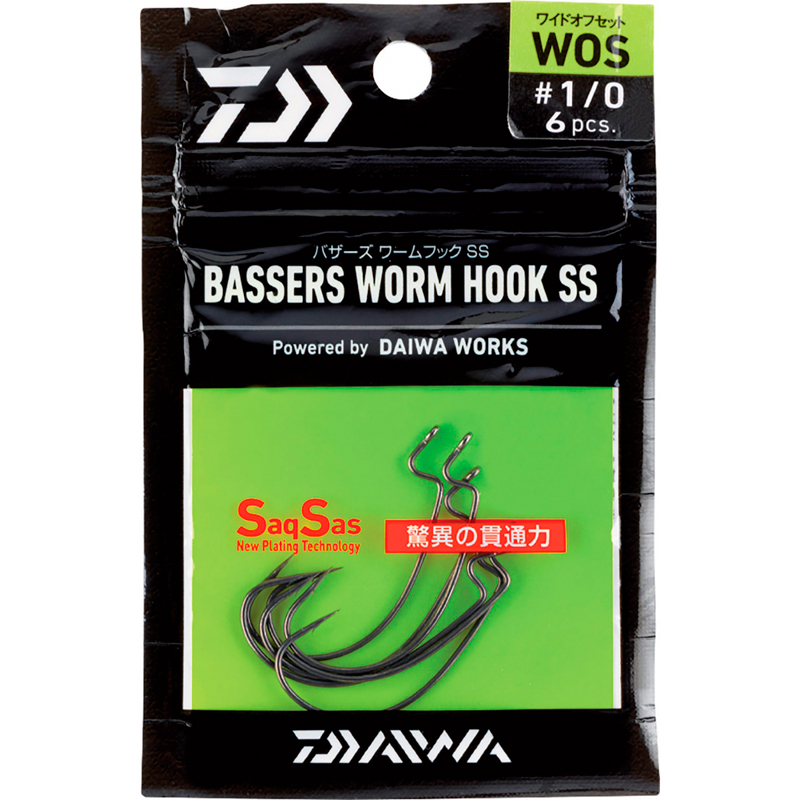 ワイドオフセット
WOS
#1/0
6 pcs.
バザーズ ワームフック SS
BASSERS WORM HOOK SS
Powered by DAIWA WORKS
SaqSas
New Plating Technology
驚異の貫通力
DAIWA